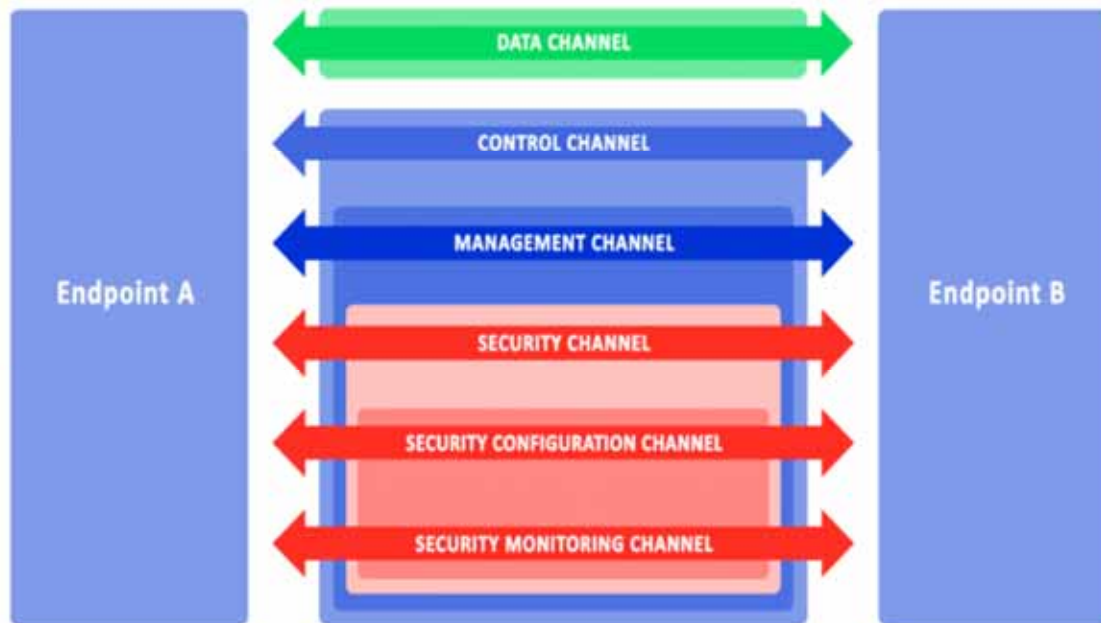 DATA CHANNEL
CONTROL CHANNEL
MANAGEMENT CHANNEL
Endpoint A
Endpoint B
SECURITY CHANNEL
SECURITY CONFIGURATION CHANNEL
SECURITY MONITORING CHANNEL